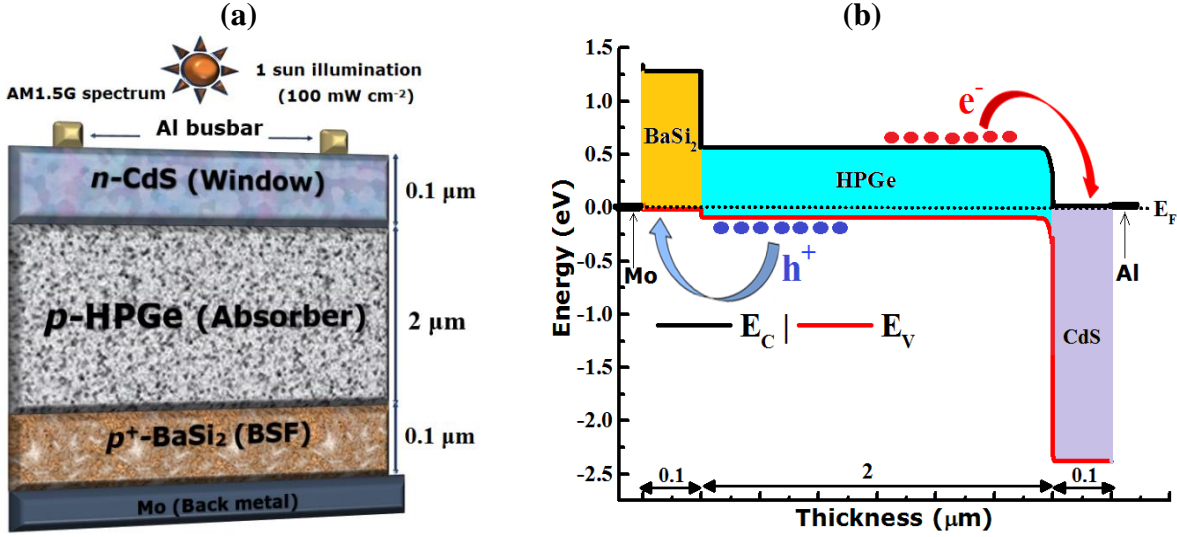 (a)
AM1.5G spectrum
1 sun illumination
(100 mW cm⁻²)
Al busbar
n-CdS (Window)
0.1 μm
p-HPGe (Absorber)
2 μm
p⁺-BaSi₂ (BSF)
0.1 μm
Mo (Back metal)
(b)
1.5
1.0
0.5
0.0
-0.5
-1.0
-1.5
-2.0
-2.5
Energy (eV)
BaSi₂
HPGe
e⁻
E_F
Mo
h⁺
Al
E_C | E_V
CdS
0.1
2
0.1
Thickness (μm)